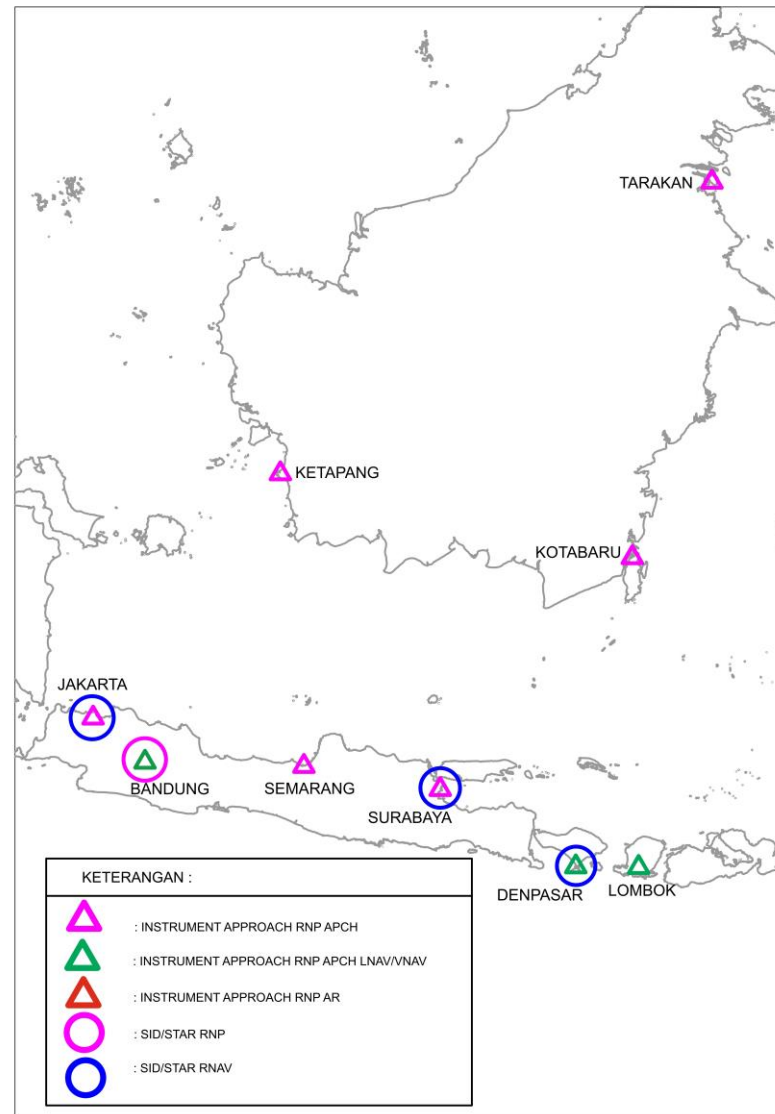 TARAKAN
KETAPANG
KOTABARU
JAKARTA
BANDUNG
SEMARANG
SURABAYA
DENPASAR
LOMBOK
KETERANGAN :
: INSTRUMENT APPROACH RNP APCH
: INSTRUMENT APPROACH RNP APCH LNAV/VNAV
: INSTRUMENT APPROACH RNP AR
: SID/STAR RNP
: SID/STAR RNAV